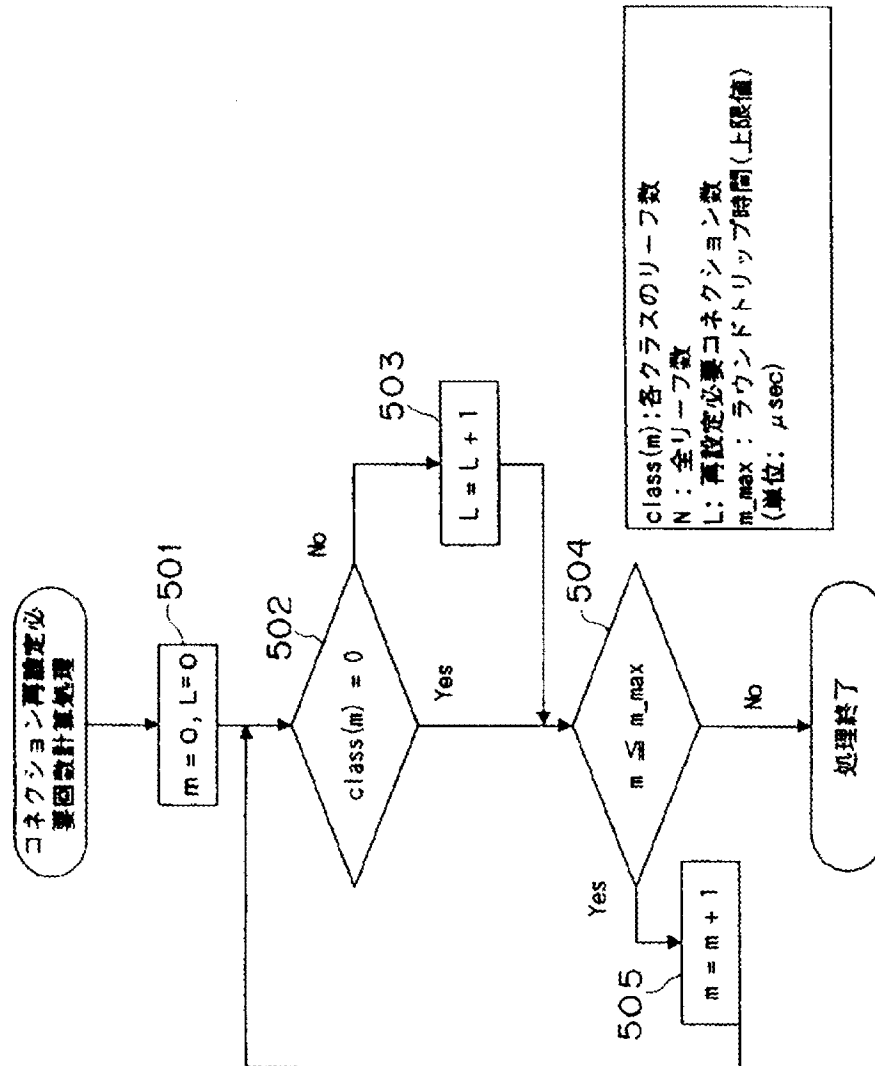 コネクション再設定必
要回数計算処理
501
m = 0, L=0
502
class(m) = 0
No
503
L = L + 1
Yes
504
m ≦ m_max
Yes
No
505
m = m + 1
処理終了
class(m):各クラスのリーフ数
N : 全リーフ数
L: 再設定必要コネクション数
m_max : ラウンドトリップ時間(上限値)
(単位: μsec)